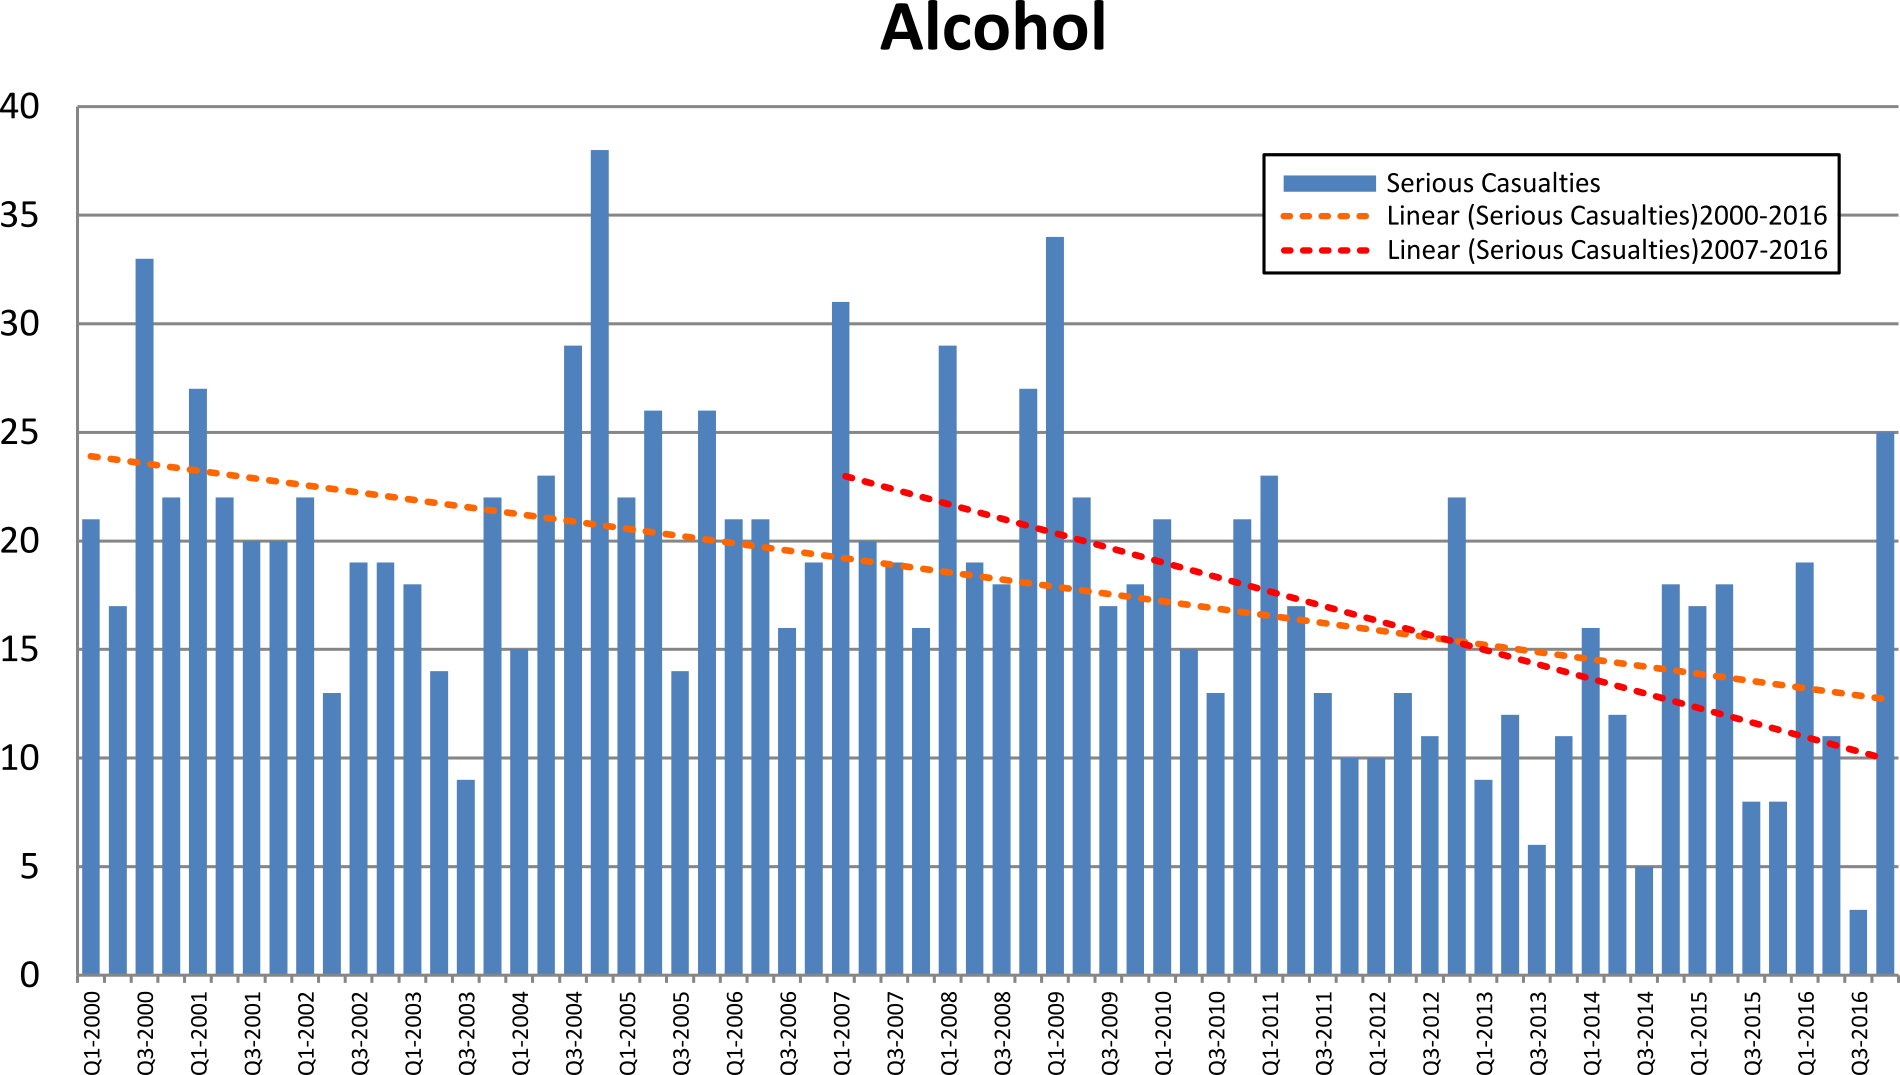 Alcohol
40
35
30
25
20
15
10
5
0
Serious Casualties
Linear (Serious Casualties)2000-2016
Linear (Serious Casualties)2007-2016
Q1-2000
Q3-2000
Q1-2001
Q3-2001
Q1-2002
Q3-2002
Q1-2003
Q3-2003
Q1-2004
Q3-2004
Q1-2005
Q3-2005
Q1-2006
Q3-2006
Q1-2007
Q3-2007
Q1-2008
Q3-2008
Q1-2009
Q3-2009
Q1-2010
Q3-2010
Q1-2011
Q3-2011
Q1-2012
Q3-2012
Q1-2013
Q3-2013
Q1-2014
Q3-2014
Q1-2015
Q3-2015
Q1-2016
Q3-2016